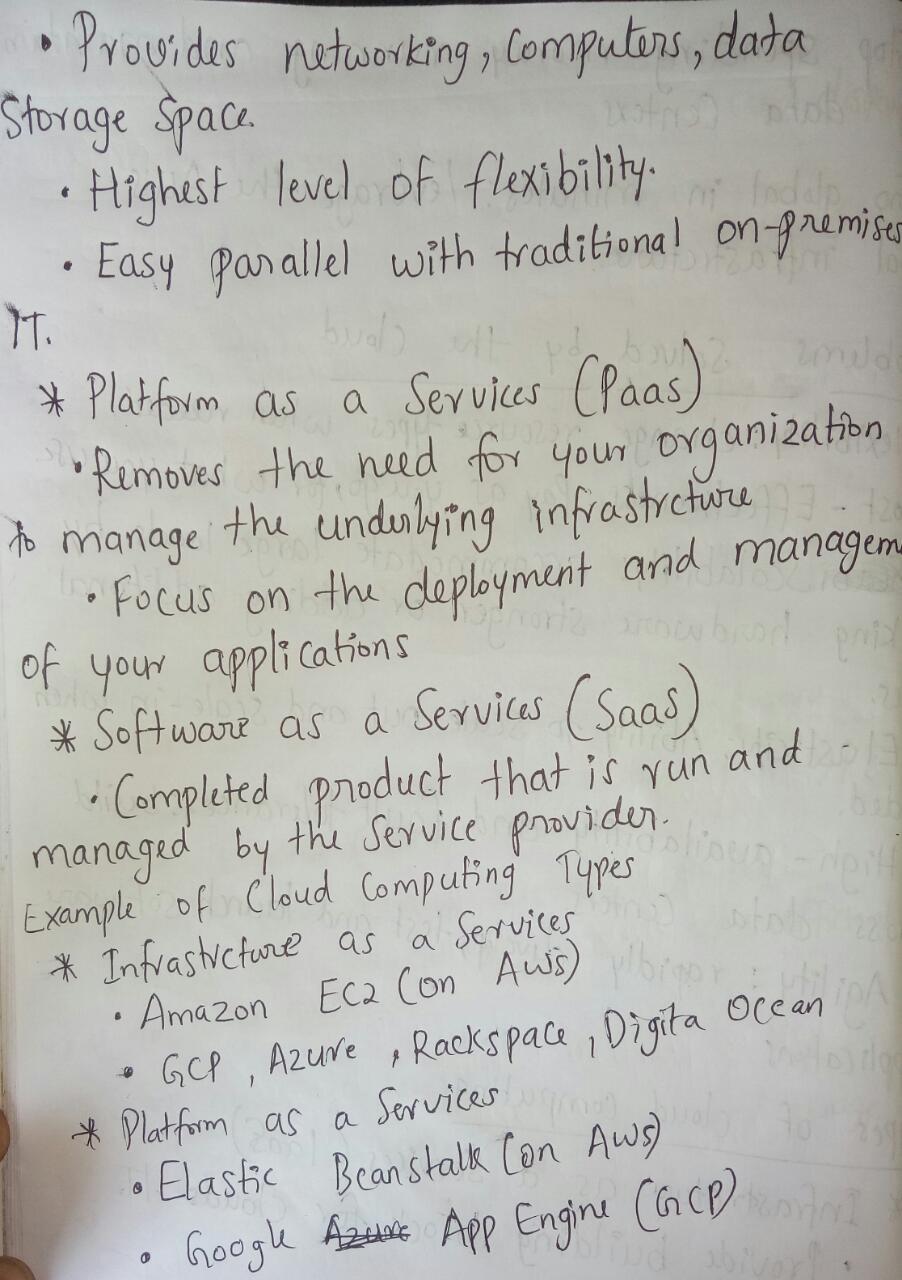 • Provides networking, Computers, data
Storage Space.
• Highest level of flexibility.
• Easy parallel with traditional on-premises
IT.
* Platform as a Services (Paas)
• Removes the need for your organization
to manage the underlying infrastrcture
• Focus on the deployment and managem
of your applications
* Software as a Services (Saas)
• Completed product that is run and
managed by the Service provider.
Example of Cloud Computing Types
* Infrastrcture as a Services
• Amazon EC2 (on AWS)
• GCP, Azure, Rackspace, Digita Ocean
* Platform as a Services
• Elastic Beanstalk (on AWS)
• Google Azure App Engine (GCP)